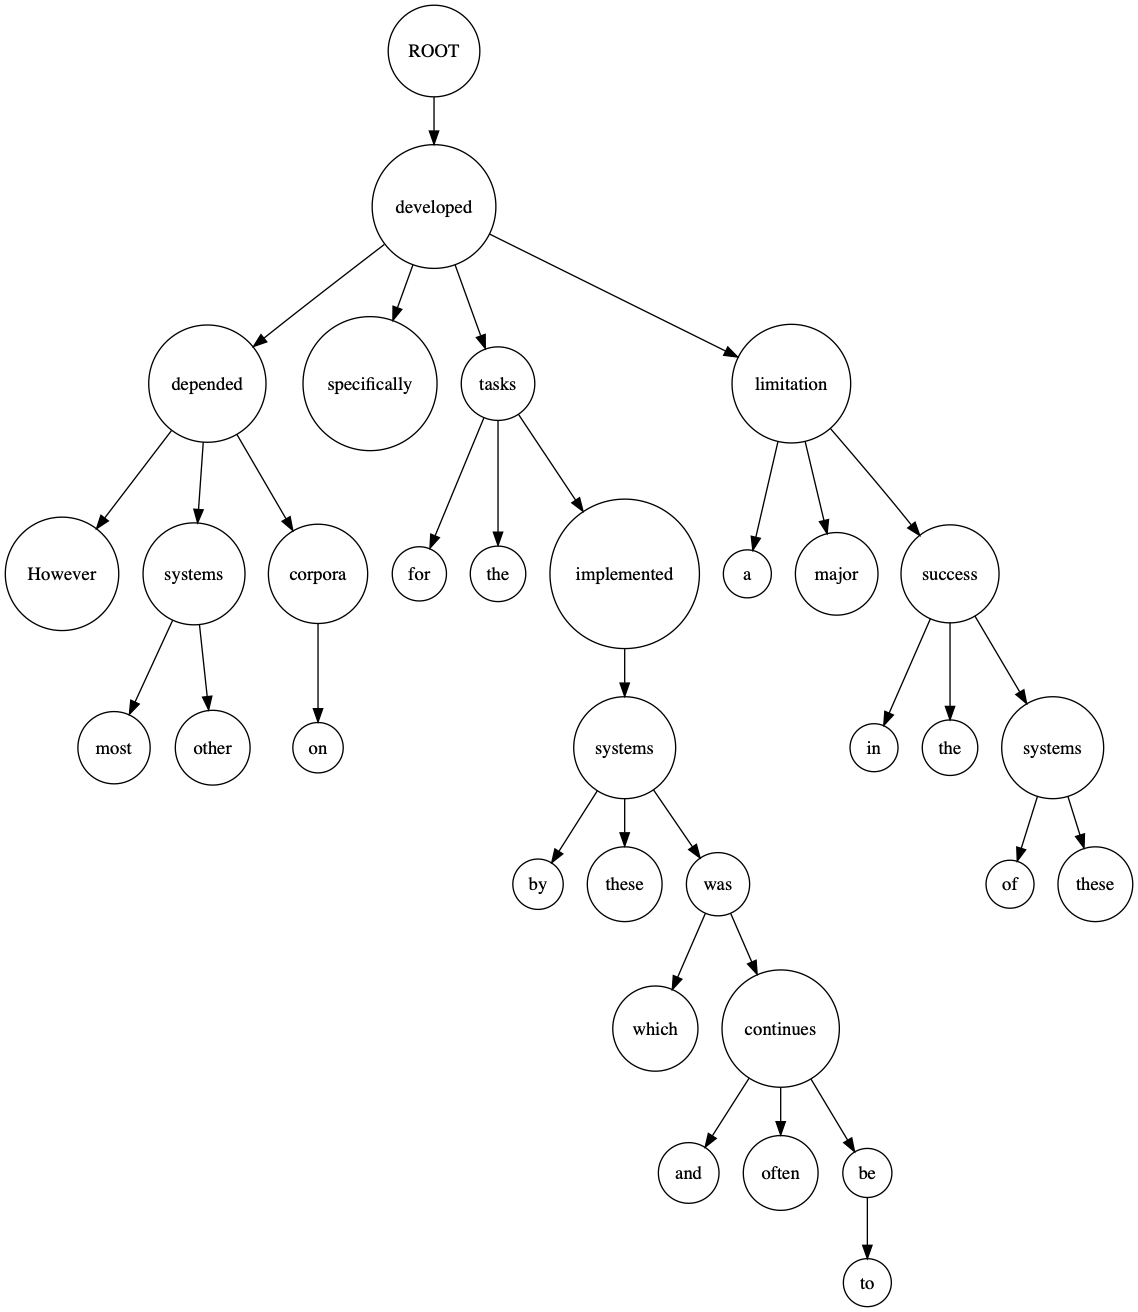 ROOT
developed
depended
specifically
tasks
limitation
However
systems
corpora
for
the
implemented
a
major
success
most
other
on
systems
in
the
systems
by
these
was
of
these
which
continues
and
often
be
to